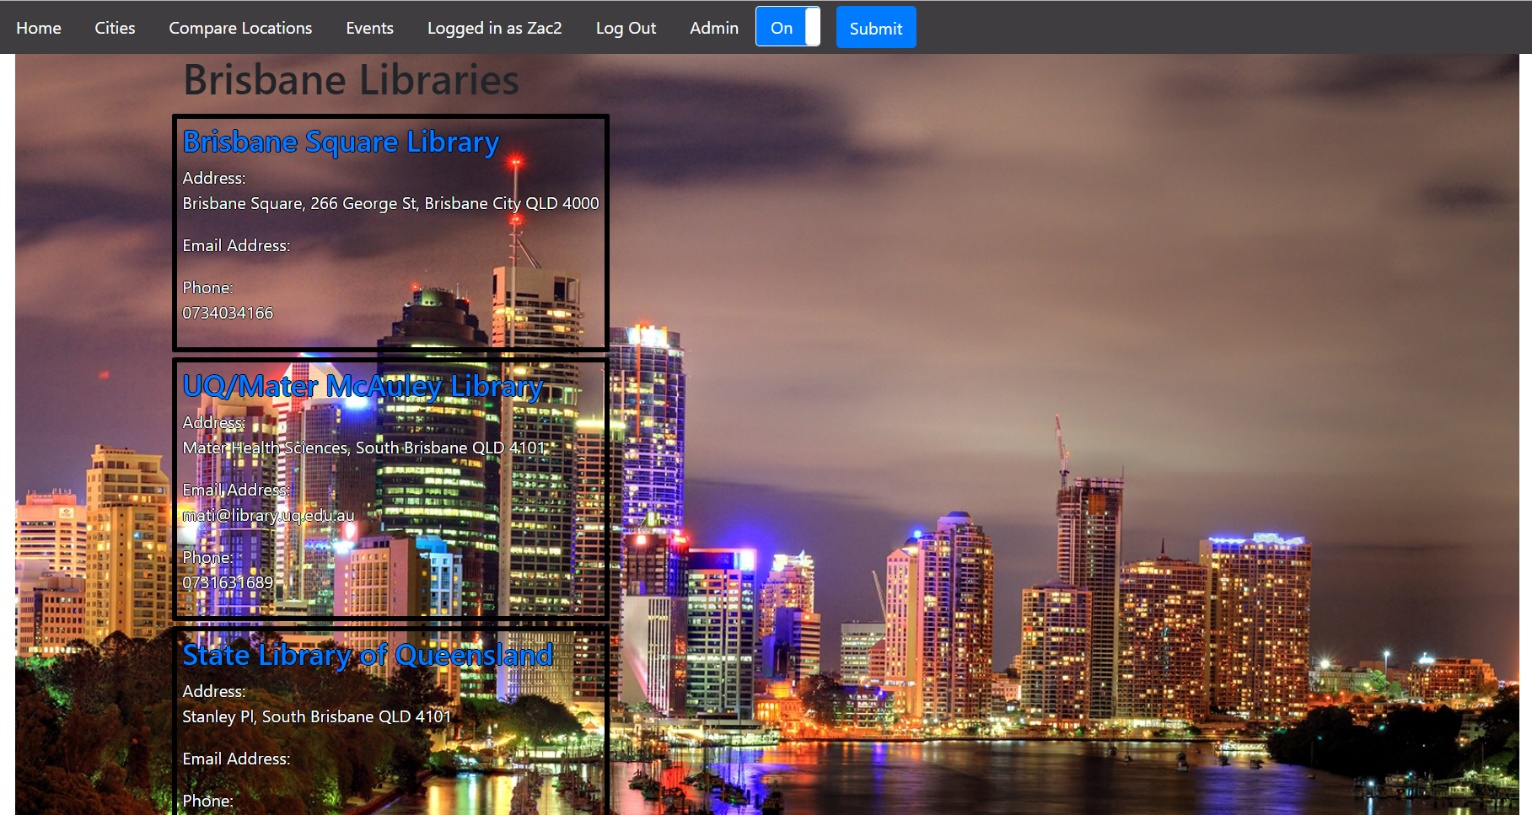 Home Cities Compare Locations Events Logged in as Zac2 Log Out Admin On Submit
Brisbane Libraries
Brisbane Square Library
Address:
Brisbane Square, 266 George St, Brisbane City QLD 4000
Email Address:
Phone:
0734034166
UQ/Mater McAuley Library
Address:
Mater Health Sciences, South Brisbane QLD 4101
Email Address:
mati@library.uq.edu.au
Phone:
0731631689
State Library of Queensland
Address:
Stanley Pl, South Brisbane QLD 4101
Email Address:
Phone: